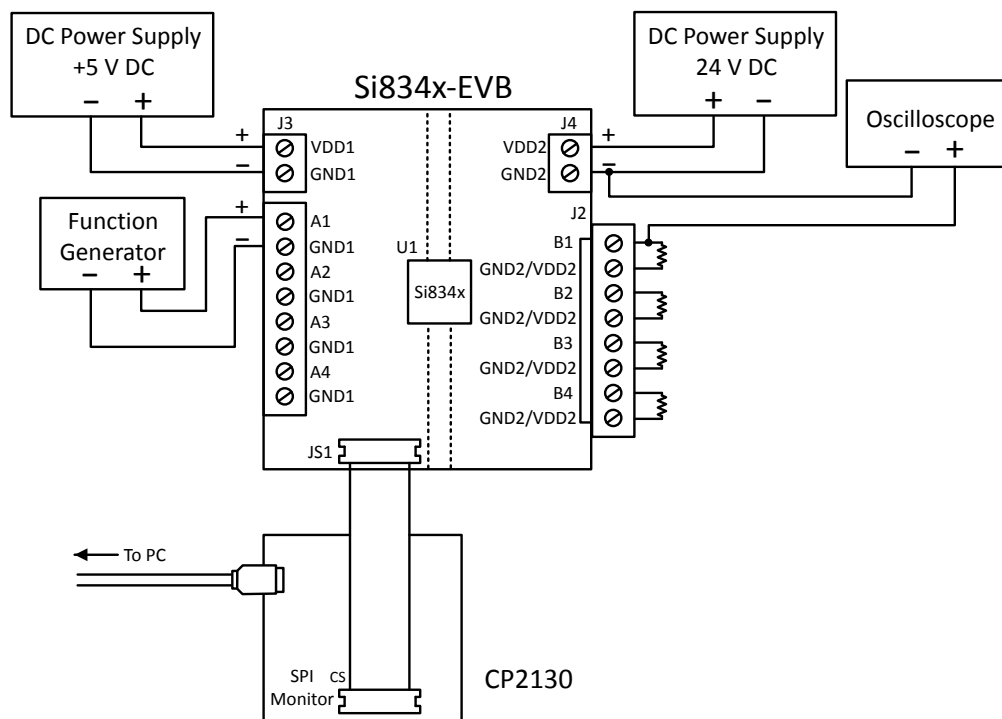 DC Power Supply
+5 V DC
− +
DC Power Supply
24 V DC
+ −
Oscilloscope
− +
Si834x-EVB
J3
+
VDD1
−
GND1
J4
+
VDD2
−
GND2
Function
Generator
− +
+
A1
−
GND1
A2
GND1
A3
GND1
A4
GND1
U1
Si834x
J2
B1
GND2/VDD2
B2
GND2/VDD2
B3
GND2/VDD2
B4
GND2/VDD2
JS1
To PC
SPI
Monitor
CS
CP2130